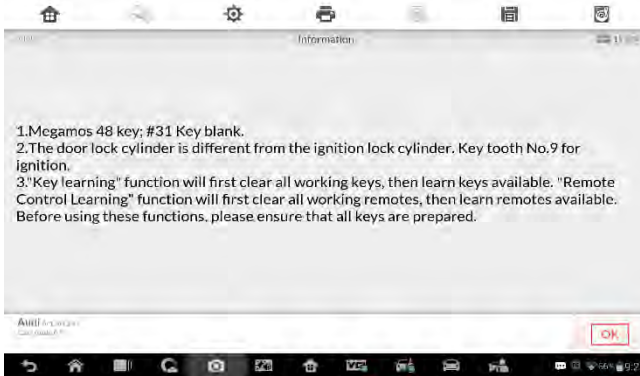 Information
1.Megamos 48 key; #31 Key blank.
2.The door lock cylinder is different from the ignition lock cylinder. Key tooth No.9 for
ignition.
3."Key learning" function will first clear all working keys, then learn keys available. "Remote
Control Learning" function will first clear all working remotes, then learn remotes available.
Before using these functions, please ensure that all keys are prepared.
Audi
OK
66%